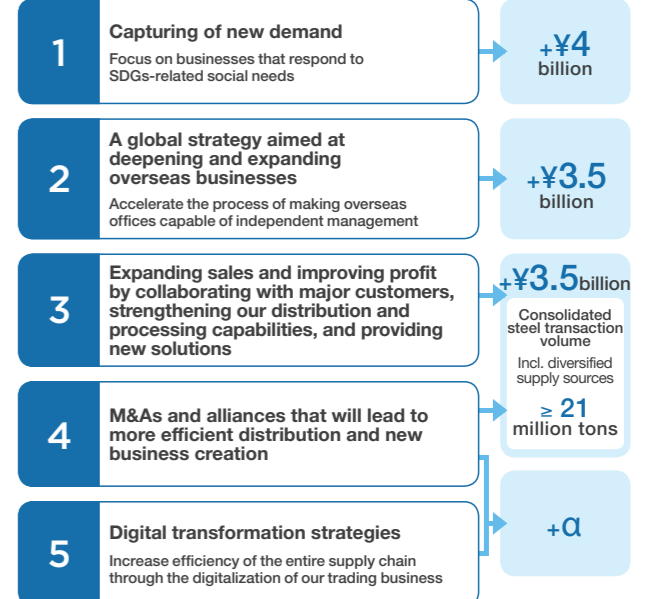 1
Capturing of new demand
Focus on businesses that respond to
SDGs-related social needs
+¥4
billion
2
A global strategy aimed at
deepening and expanding
overseas businesses
Accelerate the process of making overseas
offices capable of independent management
+¥3.5
billion
3
Expanding sales and improving profit
by collaborating with major customers,
strengthening our distribution and
processing capabilities, and providing
new solutions
+¥3.5billion
Consolidated
steel transaction
volume
Incl. diversified
supply sources
≥ 21
million tons
4
M&As and alliances that will lead to
more efficient distribution and new
business creation
5
Digital transformation strategies
Increase efficiency of the entire supply chain
through the digitalization of our trading business
+α